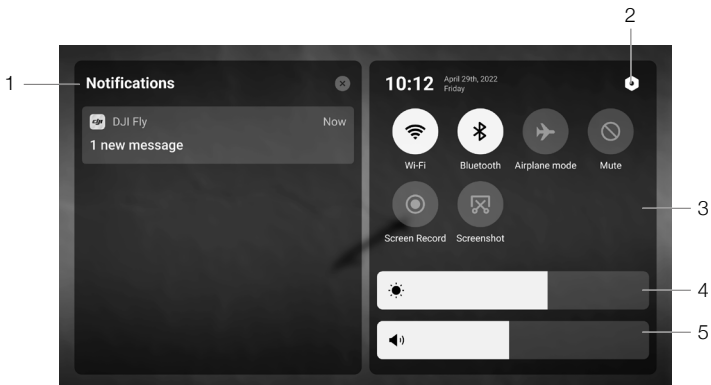 2
1
Notifications
DJI Fly
Now
1 new message
10:12
April 29th, 2022
Friday
Wi-Fi
Bluetooth
Airplane mode
Mute
3
Screen Record
Screenshot
4
5